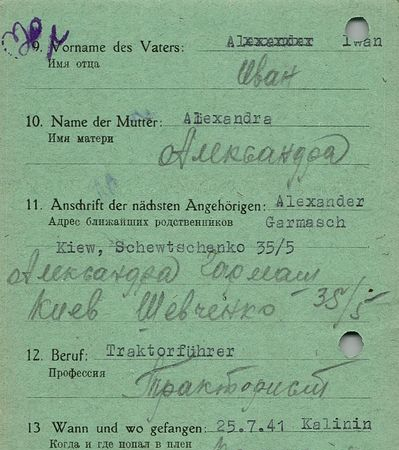 9. Vorname des Vaters: Alexander Iwan
Имя отца Иван
10. Name der Mutter: Alexandra
Имя матери Александра
11. Anschrift der nächsten Angehörigen: Alexander
Адрес ближайших родственников Garmasch
Kiew, Schewtschenko 35/5
Александра Гармаш
Киев Шевченко - 35/5
12. Beruf: Traktorführer
Профессия Тракторист
13 Wann und wo gefangen: 25.7.41 Kalinin
Когда и где попал в плен